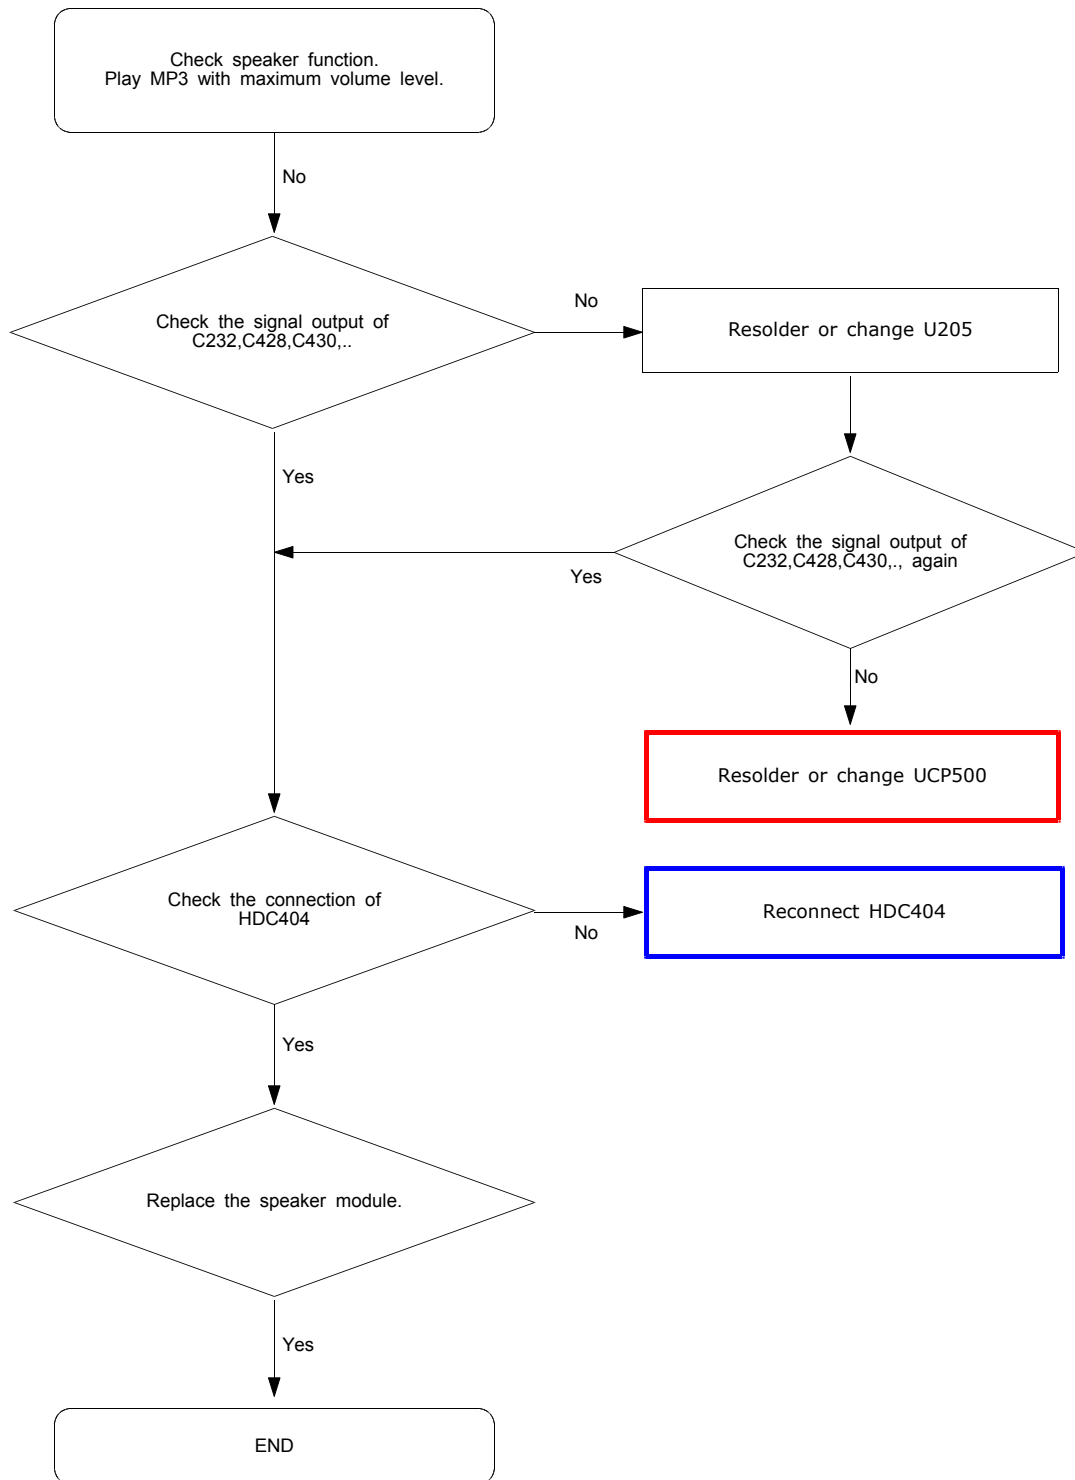 Check speaker function.
Play MP3 with maximum volume level.
No
Check the signal output of
C232,C428,C430,..
No
Resolder or change U205
Yes
Check the signal output of
C232,C428,C430,., again
Yes
No
Resolder or change UCP500
Check the connection of
HDC404
No
Reconnect HDC404
Yes
Replace the speaker module.
Yes
END